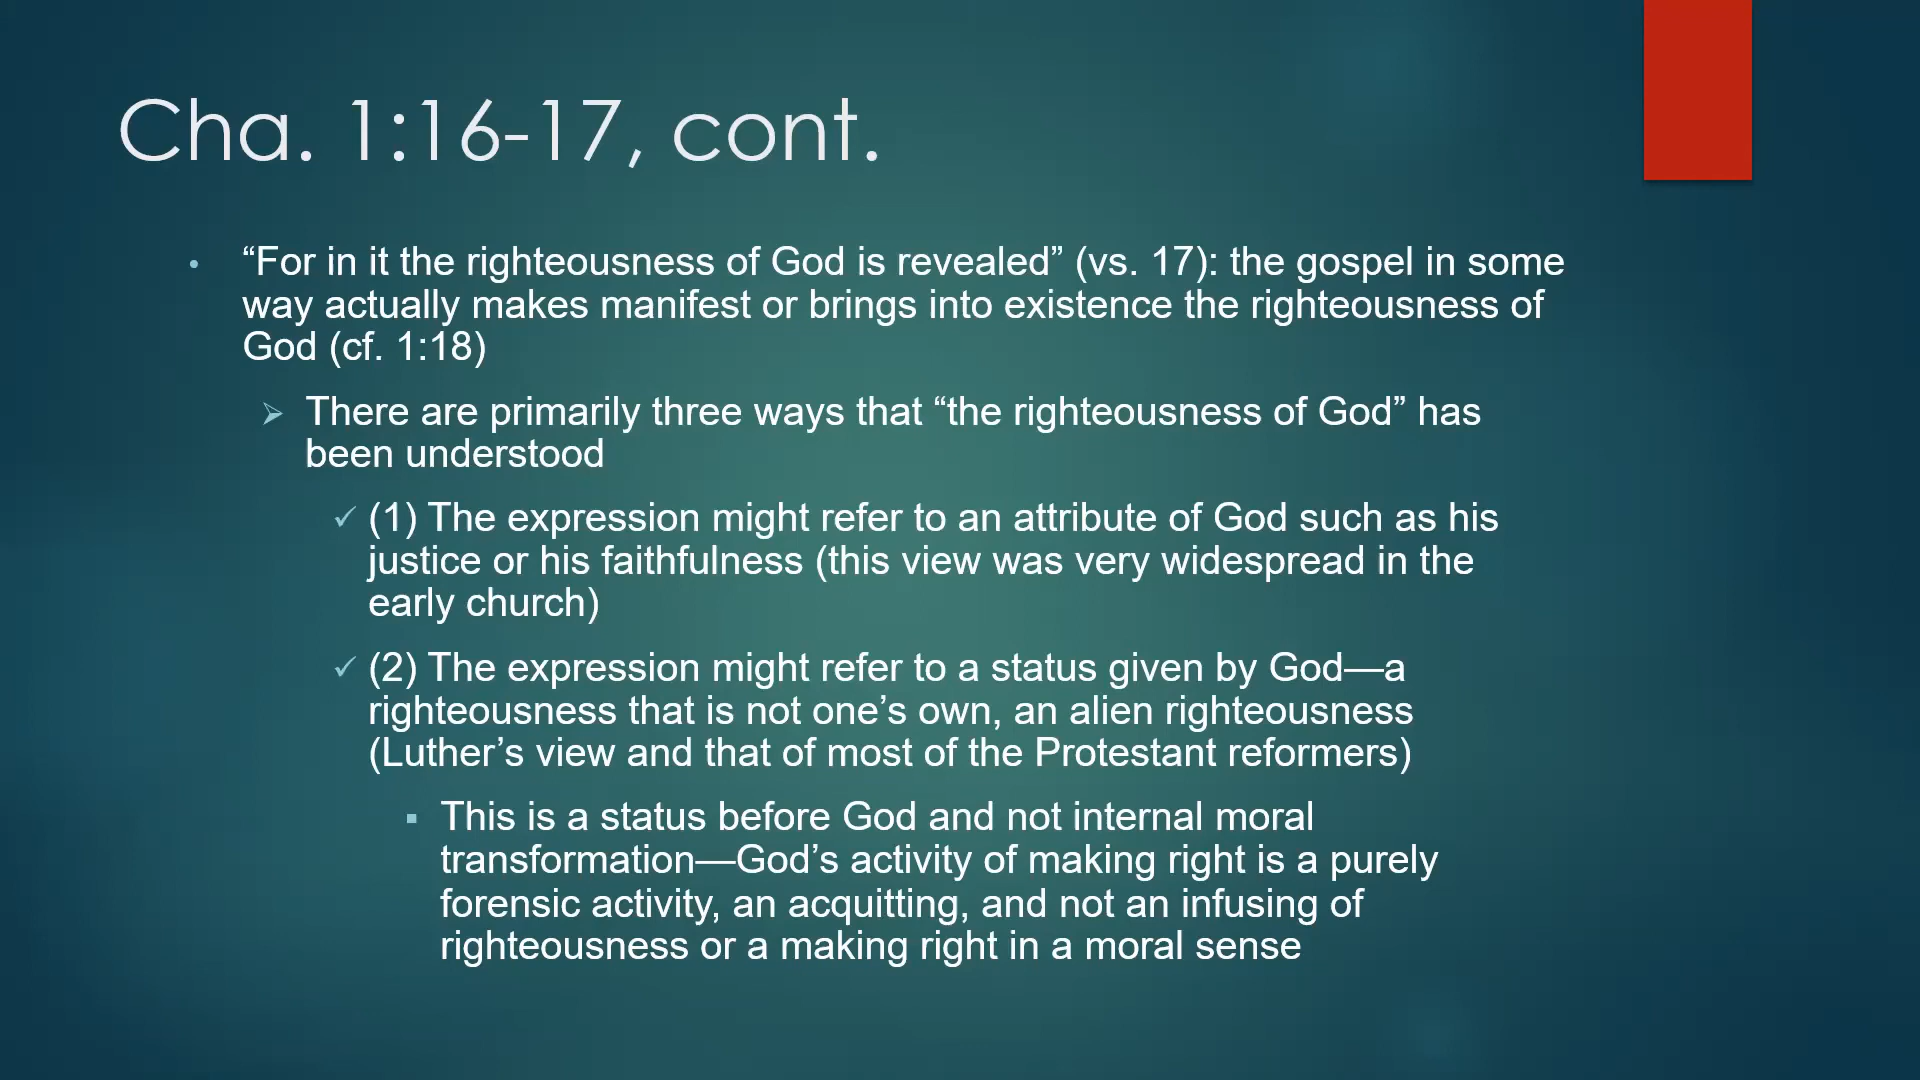 Cha. 1:16-17, cont.
“For in it the righteousness of God is revealed” (vs. 17): the gospel in some
way actually makes manifest or brings into existence the righteousness of
God (cf. 1:18)
There are primarily three ways that “the righteousness of God” has
been understood
(1) The expression might refer to an attribute of God such as his
justice or his faithfulness (this view was very widespread in the
early church)
(2) The expression might refer to a status given by God—a
righteousness that is not one’s own, an alien righteousness
(Luther’s view and that of most of the Protestant reformers)
This is a status before God and not internal moral
transformation—God’s activity of making right is a purely
forensic activity, an acquitting, and not an infusing of
righteousness or a making right in a moral sense